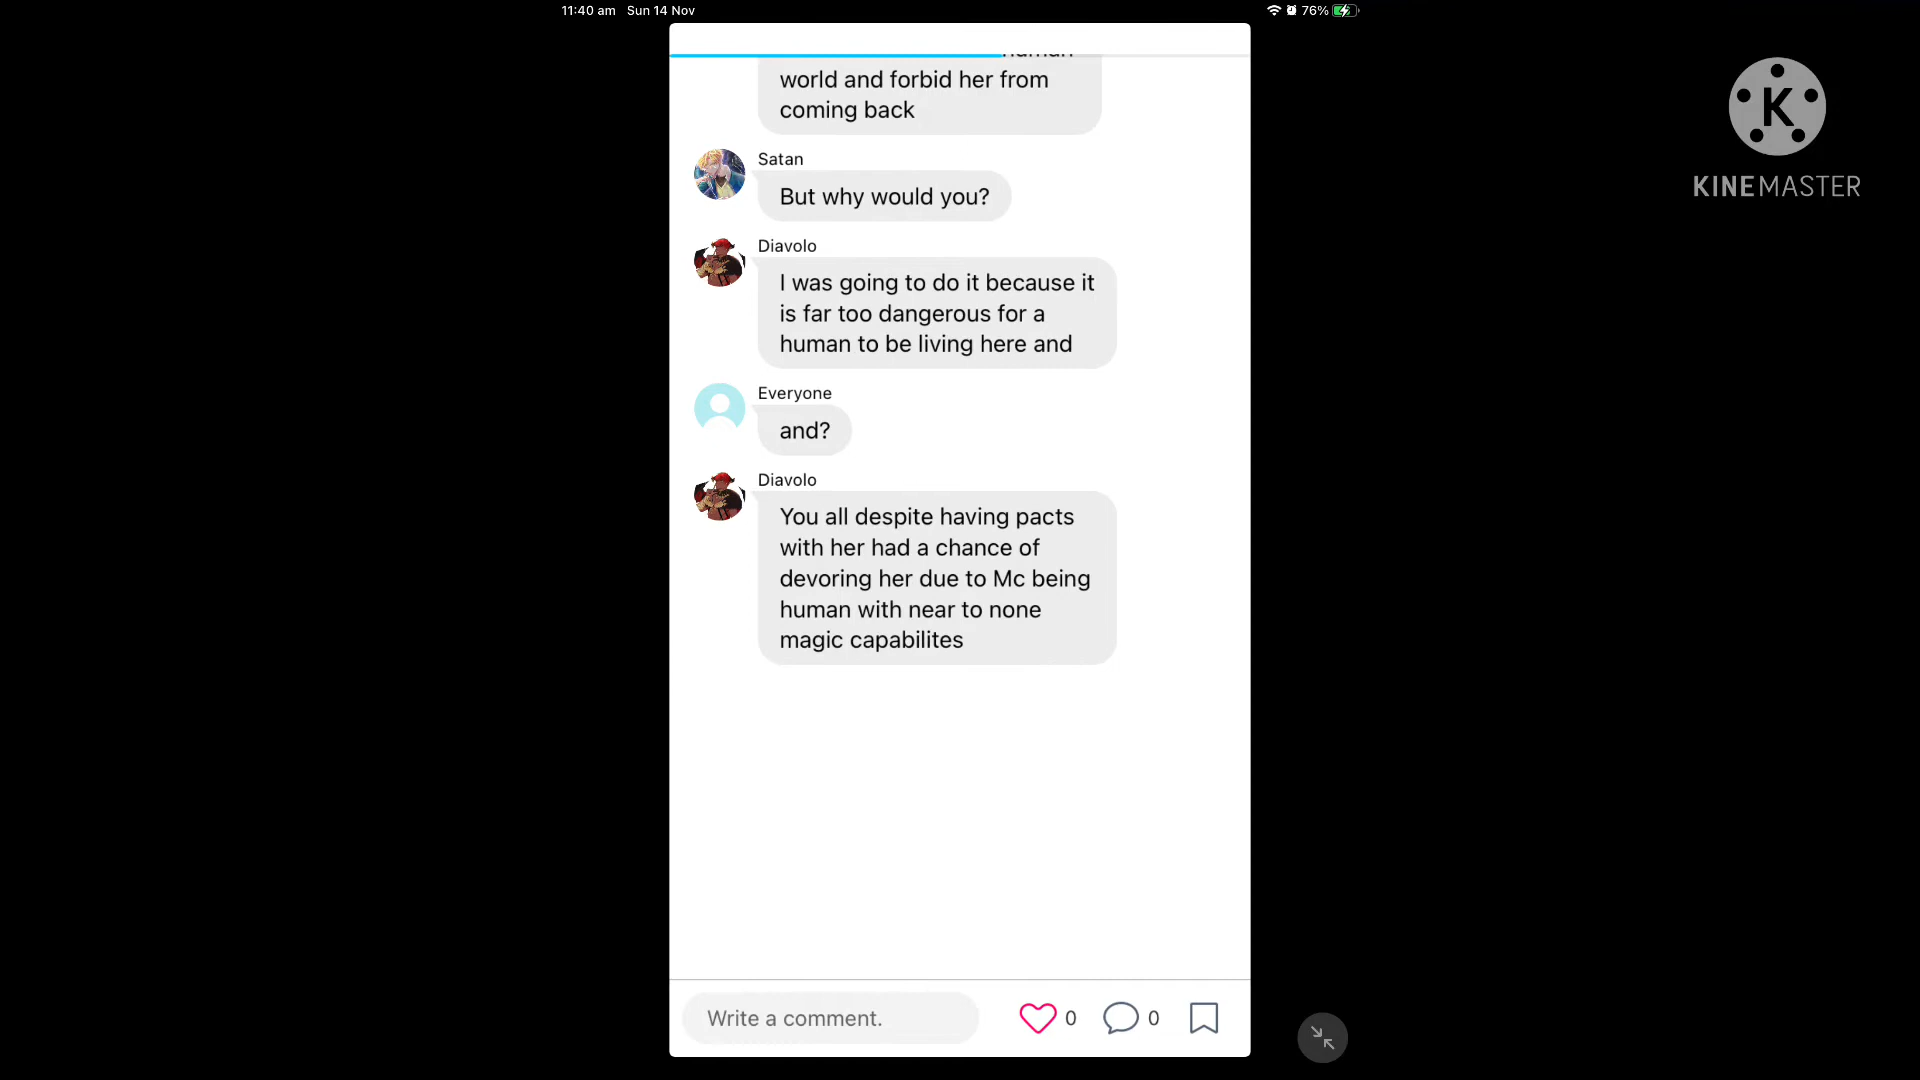 11:40 am Sun 14 Nov 76%
world and forbid her from
coming back
Satan
But why would you?
Diavolo
I was going to do it because it
is far too dangerous for a
human to be living here and
Everyone
and?
Diavolo
You all despite having pacts
with her had a chance of
devoring her due to Mc being
human with near to none
magic capabilites
Write a comment.
0
0
K
KINEMASTER